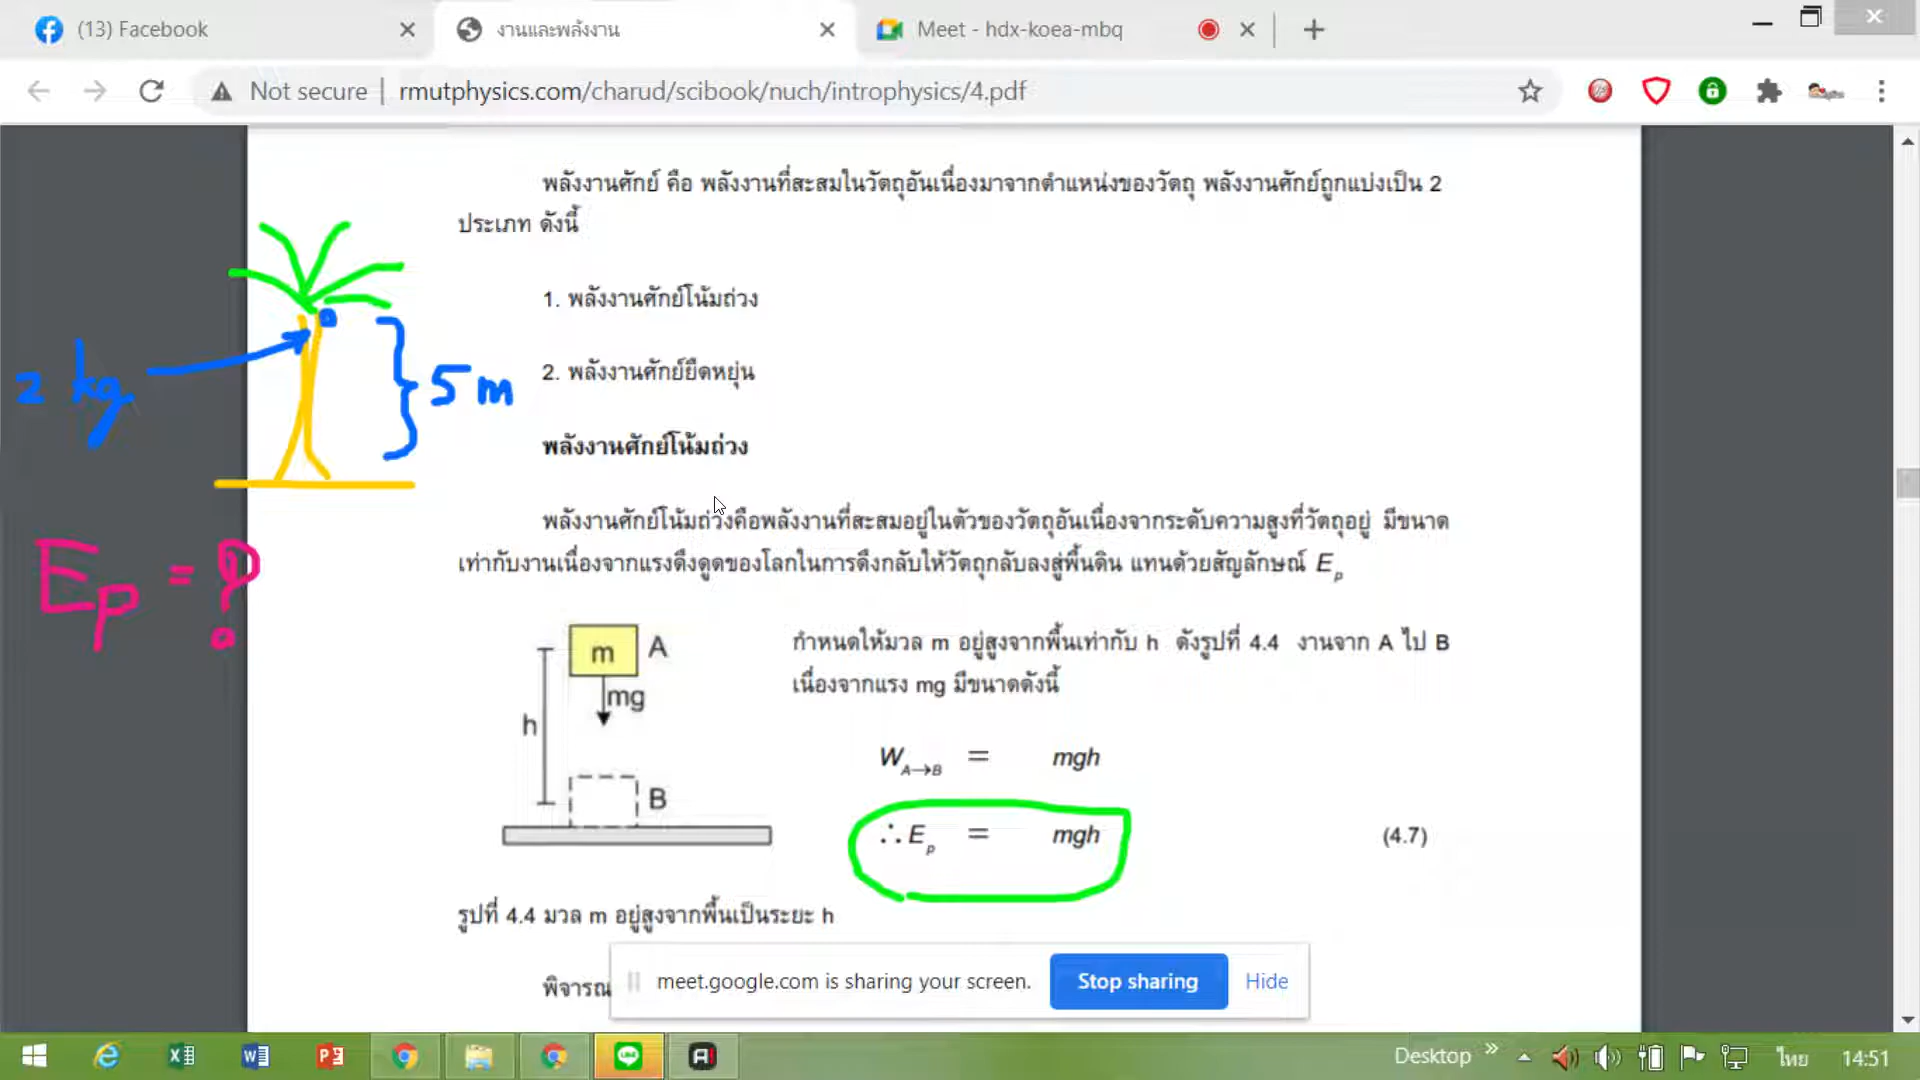 (13) Facebook
งานและพลังงาน
Meet - hdx-koea-mbq
Not secure | rmutphysics.com/charud/scibook/nuch/introphysics/4.pdf
พลังงานศักย์ คือ พลังงานที่สะสมในวัตถุอันเนื่องมาจากตำแหน่งของวัตถุ พลังงานศักย์ถูกแบ่งเป็น 2
ประเภท ดังนี้
1. พลังงานศักย์โน้มถ่วง
2. พลังงานศักย์ยืดหยุ่น
2 kg
5 m
พลังงานศักย์โน้มถ่วง
พลังงานศักย์โน้มถ่วงคือพลังงานที่สะสมอยู่ในตัวของวัตถุอันเนื่องจากระดับความสูงที่วัตถุอยู่ มีขนาด
เท่ากับงานเนื่องจากแรงดึงดูดของโลกในการดึงกลับให้วัตถุกลับลงสู่พื้นดิน แทนด้วยสัญลักษณ์ Ep
Ep = ?
m A
mg
h
B
กำหนดให้มวล m อยู่สูงจากพื้นเท่ากับ h ดังรูปที่ 4.4 งานจาก A ไป B
เนื่องจากแรง mg มีขนาดดังนี้
W A→B = mgh
∴ Ep = mgh (4.7)
รูปที่ 4.4 มวล m อยู่สูงจากพื้นเป็นระยะ h
พิจารณ
meet.google.com is sharing your screen. Stop sharing Hide
Desktop » ไทย 14:51